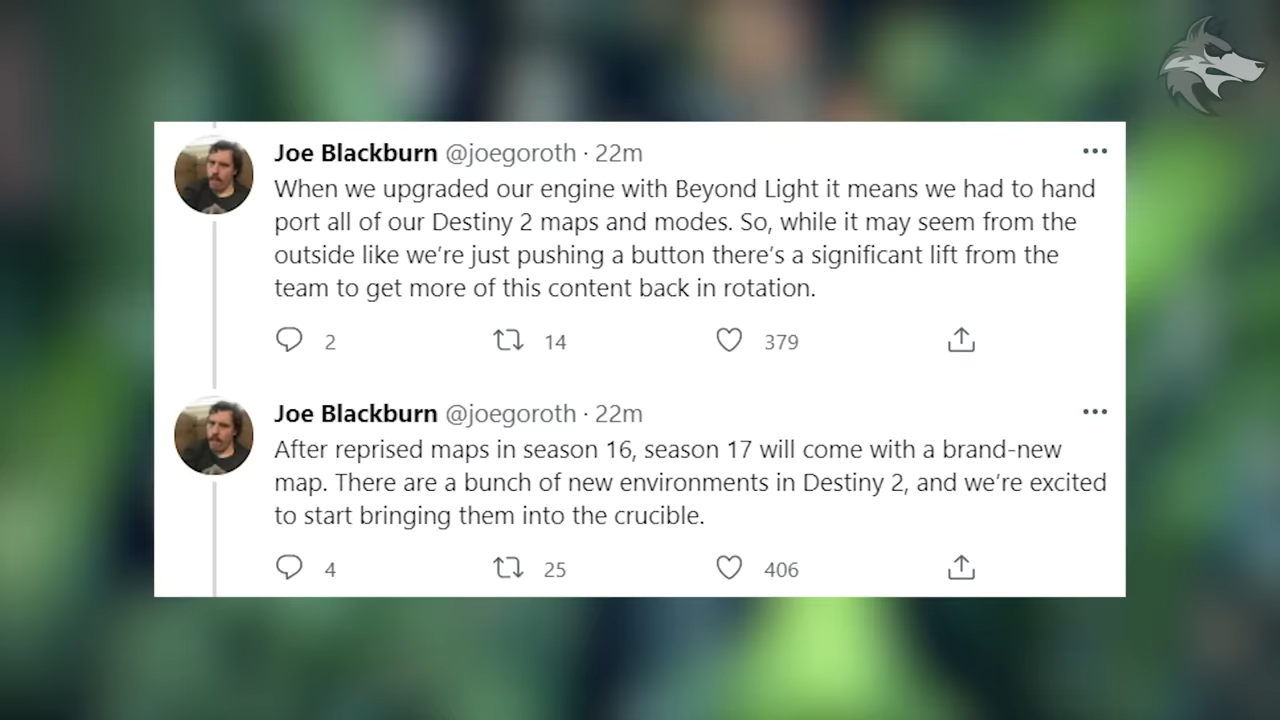 Joe Blackburn @joegoroth · 22m
When we upgraded our engine with Beyond Light it means we had to hand
port all of our Destiny 2 maps and modes. So, while it may seem from the
outside like we're just pushing a button there's a significant lift from the
team to get more of this content back in rotation.
2 14 379
Joe Blackburn @joegoroth · 22m
After reprised maps in season 16, season 17 will come with a brand-new
map. There are a bunch of new environments in Destiny 2, and we're excited
to start bringing them into the crucible.
4 25 406